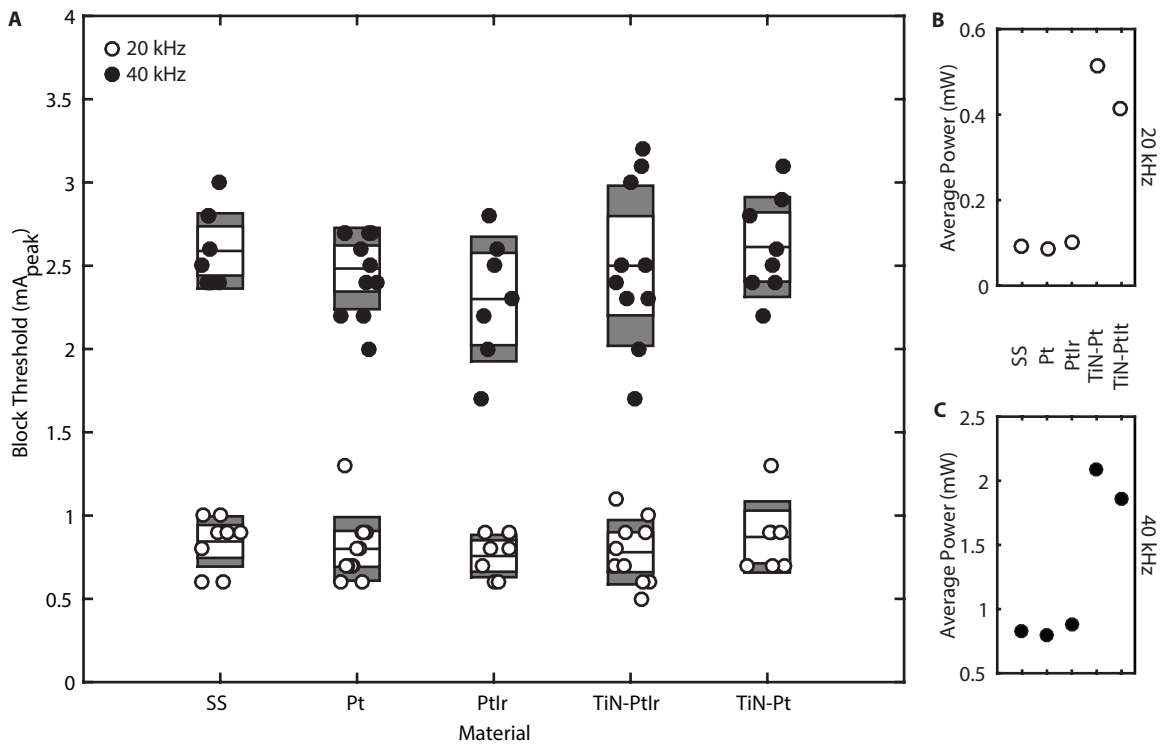 A
20 kHz
40 kHz
4
3.5
3
2.5
2
1.5
1
0.5
0
Block Threshold (mApeak)
SS
Pt
PtIr
TiN-PtIr
TiN-Pt
Material
B
0.6
0.4
0.2
0
Average Power (mW)
20 kHz
SS
Pt
PtIr
TiN-Pt
TiN-PtIt
C
2.5
2
1.5
1
0.5
Average Power (mW)
40 kHz